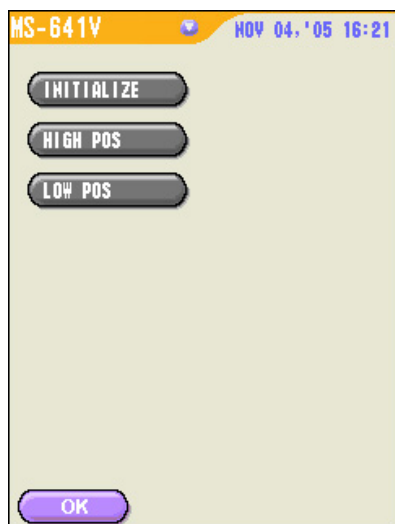 MS-641V NOV 04,'05 16:21
INITIALIZE
HIGH POS
LOW POS
OK